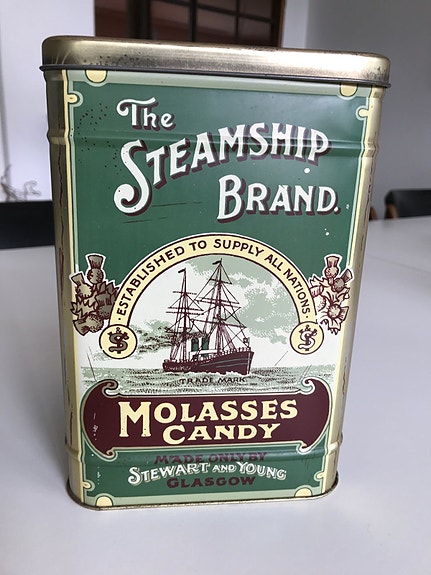 The
STEAMSHIP
BRAND.
· ESTABLISHED TO SUPPLY ALL NATIONS ·
TRADE MARK.
MOLASSES
CANDY
MADE ONLY BY
STEWART AND YOUNG
GLASGOW